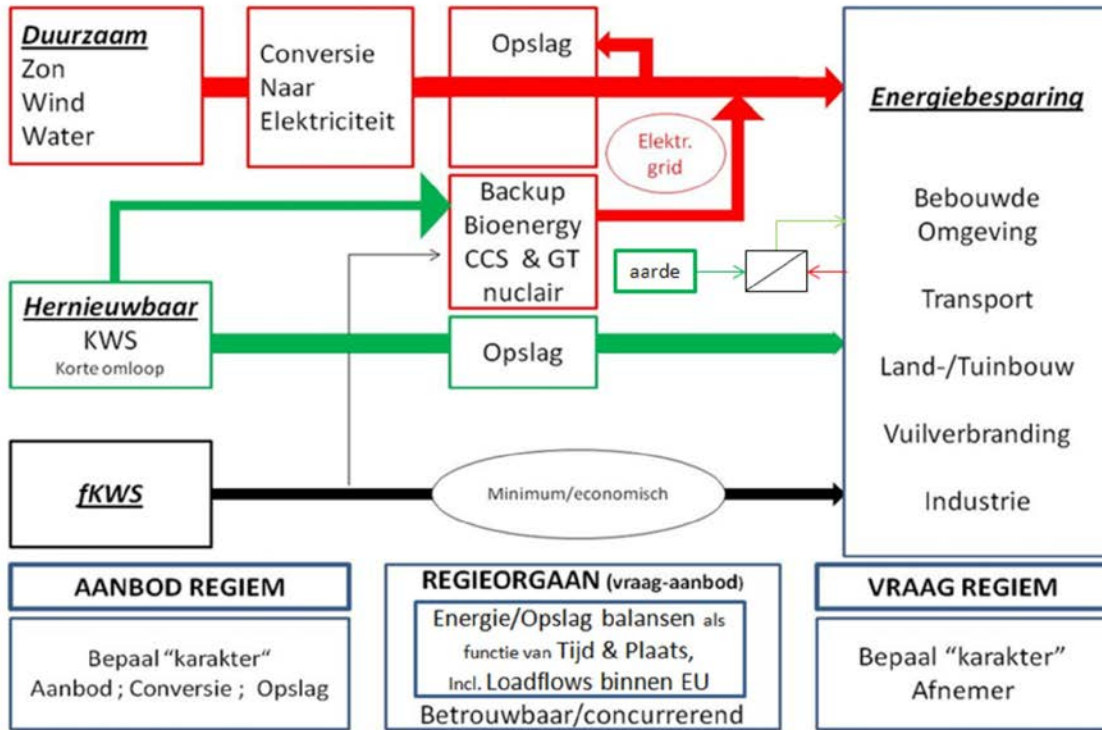 Duurzaam
Zon
Wind
Water
Conversie
Naar
Elektriciteit
Opslag
Elektr.
grid
Backup
Bioenergy
CCS & GT
nuclair
aarde
Hernieuwbaar
KWS
Korte omloop
Opslag
fKWS
Minimum/economisch
Energiebesparing
Bebouwde
Omgeving
Transport
Land-/Tuinbouw
Vuilverbranding
Industrie
AANBOD REGIEM
Bepaal “karakter“
Aanbod ; Conversie ; Opslag
REGIEORGAAN (vraag-aanbod)
Energie/Opslag balansen als
functie van Tijd & Plaats,
Incl. Loadflows binnen EU
Betrouwbaar/concurrerend
VRAAG REGIEM
Bepaal “karakter”
Afnemer